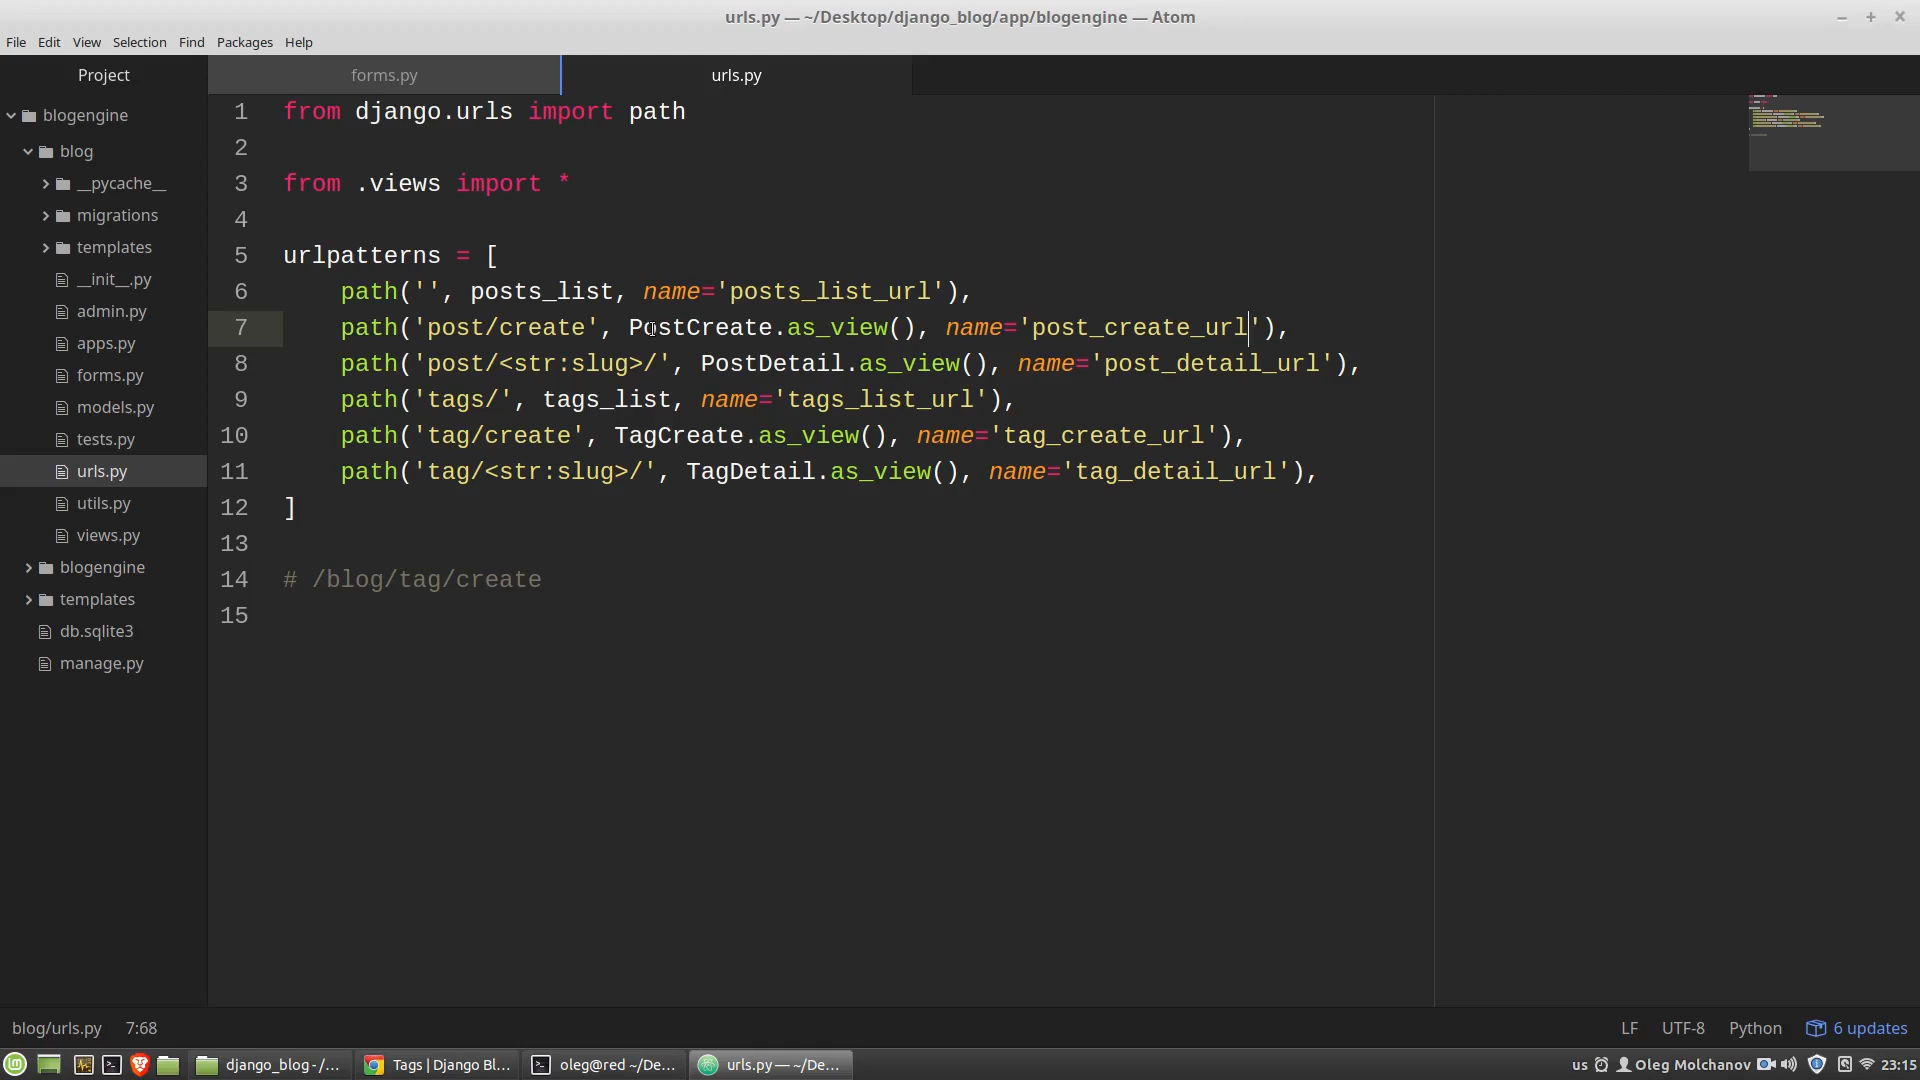 urls.py — ~/Desktop/django_blog/app/blogengine — Atom
File Edit View Selection Find Packages Help
Project
forms.py
urls.py
blogengine
blog
__pycache__
migrations
templates
__init__.py
admin.py
apps.py
forms.py
models.py
tests.py
urls.py
utils.py
views.py
blogengine
templates
db.sqlite3
manage.py
1 from django.urls import path
2
3 from .views import *
4
5 urlpatterns = [
6     path('', posts_list, name='posts_list_url'),
7     path('post/create', PostCreate.as_view(), name='post_create_url'),
8     path('post/<str:slug>/', PostDetail.as_view(), name='post_detail_url'),
9     path('tags/', tags_list, name='tags_list_url'),
10     path('tag/create', TagCreate.as_view(), name='tag_create_url'),
11     path('tag/<str:slug>/', TagDetail.as_view(), name='tag_detail_url'),
12 ]
13
14 # /blog/tag/create
15
blog/urls.py 7:68
LF UTF-8 Python 6 updates
django_blog - /... Tags | Django Bl... oleg@red ~/De... urls.py — ~/De... us Oleg Molchanov 23:15